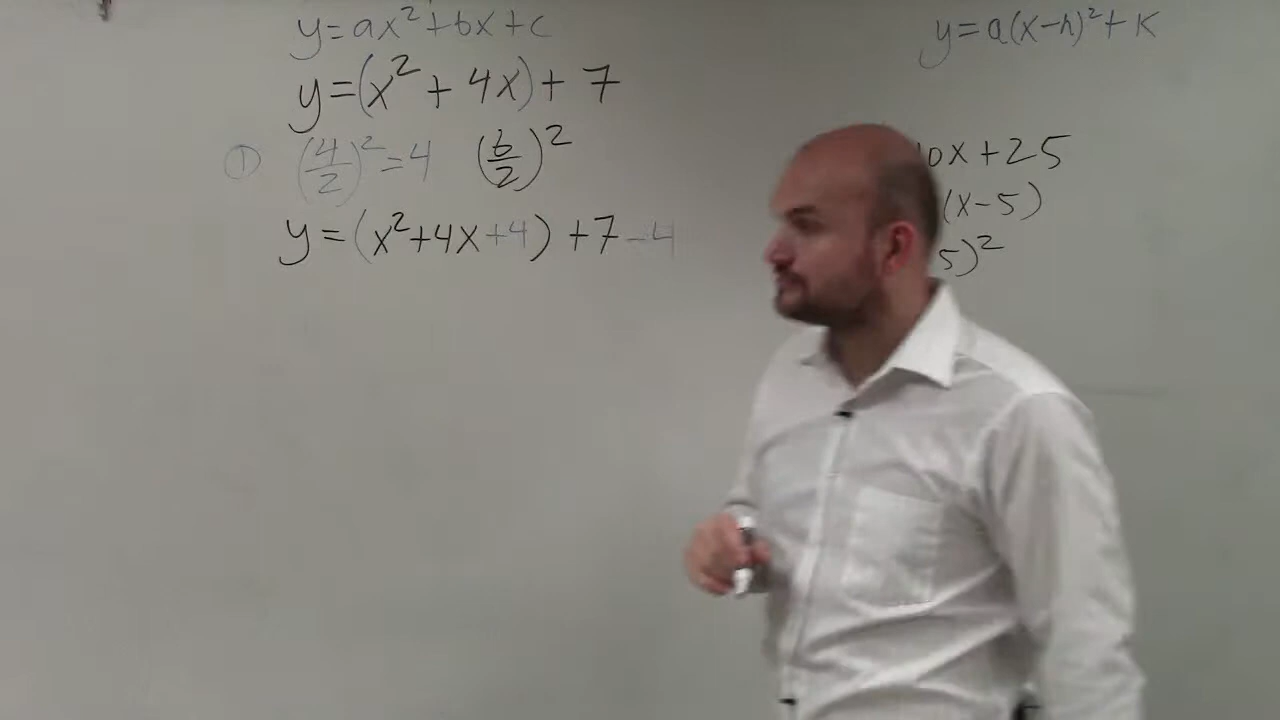 y=ax²+bx+c
y=(x²+4x)+7
① (4/2)²=4 (b/2)²
y=(x²+4x+4)+7-4
y=a(x-h)²+k
0x+25
(x-5)
5)²